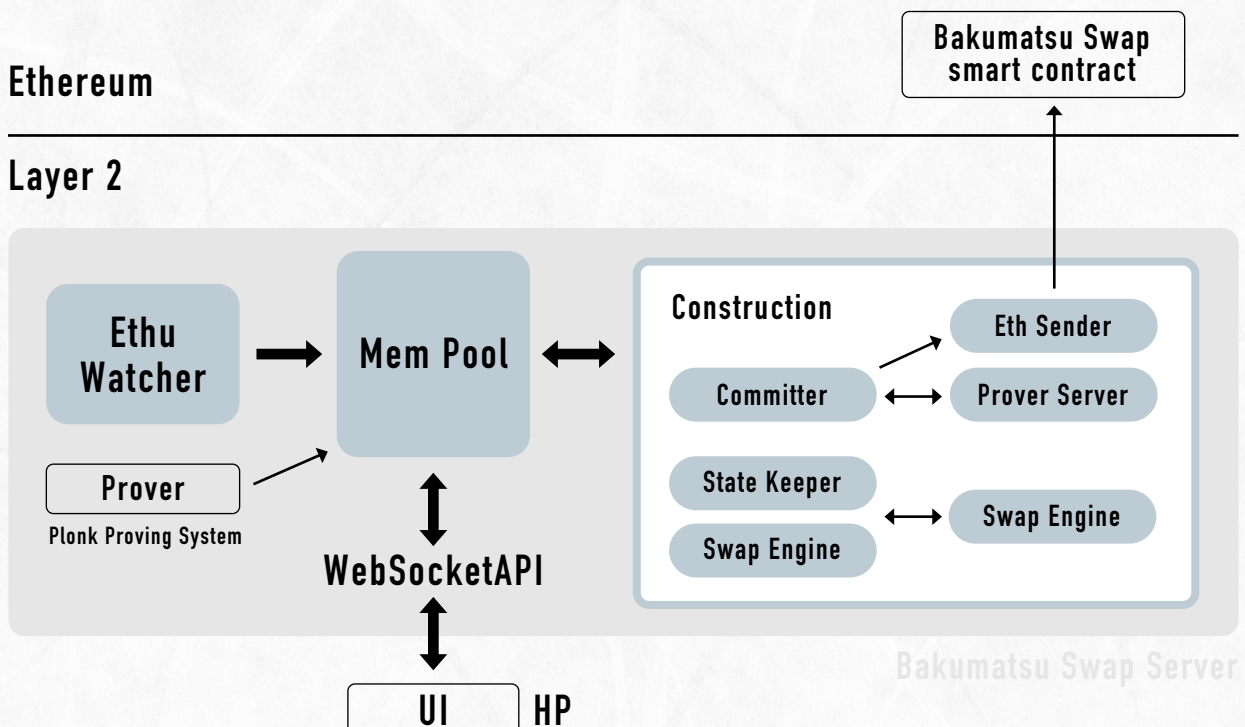 Bakumatsu Swap
smart contract
Ethereum
Layer 2
Ethu
Watcher
Mem Pool
Construction
Eth Sender
Committer
Prover Server
Prover
Plonk Proving System
State Keeper
Swap Engine
Swap Engine
WebSocketAPI
Bakumatsu Swap Server
UI
HP